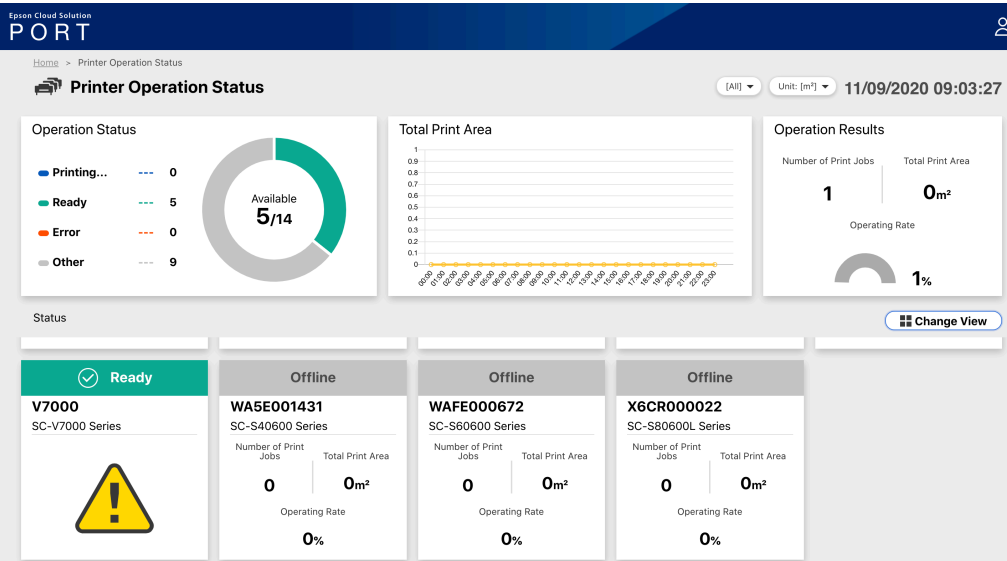 Epson Cloud Solution
PORT
Home > Printer Operation Status
Printer Operation Status
[All]
Unit: [m²]
11/09/2020 09:03:27
Operation Status
Printing... --- 0
Ready --- 5
Error --- 0
Other --- 9
Available
5/14
Total Print Area
1
0.9
0.8
0.7
0.6
0.5
0.4
0.3
0.2
0.1
0
00:00 01:00 02:00 03:00 04:00 05:00 06:00 07:00 08:00 09:00 10:00 11:00 12:00 13:00 14:00 15:00 16:00 17:00 18:00 19:00 20:00 21:00 22:00 23:00
Operation Results
Number of Print Jobs
1
Total Print Area
0m²
Operating Rate
1%
Status
Change View
Ready
V7000
SC-V7000 Series
Offline
WA5E001431
SC-S40600 Series
Number of Print
Jobs
0
Total Print Area
0m²
Operating Rate
0%
Offline
WAFE000672
SC-S60600 Series
Number of Print
Jobs
0
Total Print Area
0m²
Operating Rate
0%
Offline
X6CR000022
SC-S80600L Series
Number of Print
Jobs
0
Total Print Area
0m²
Operating Rate
0%